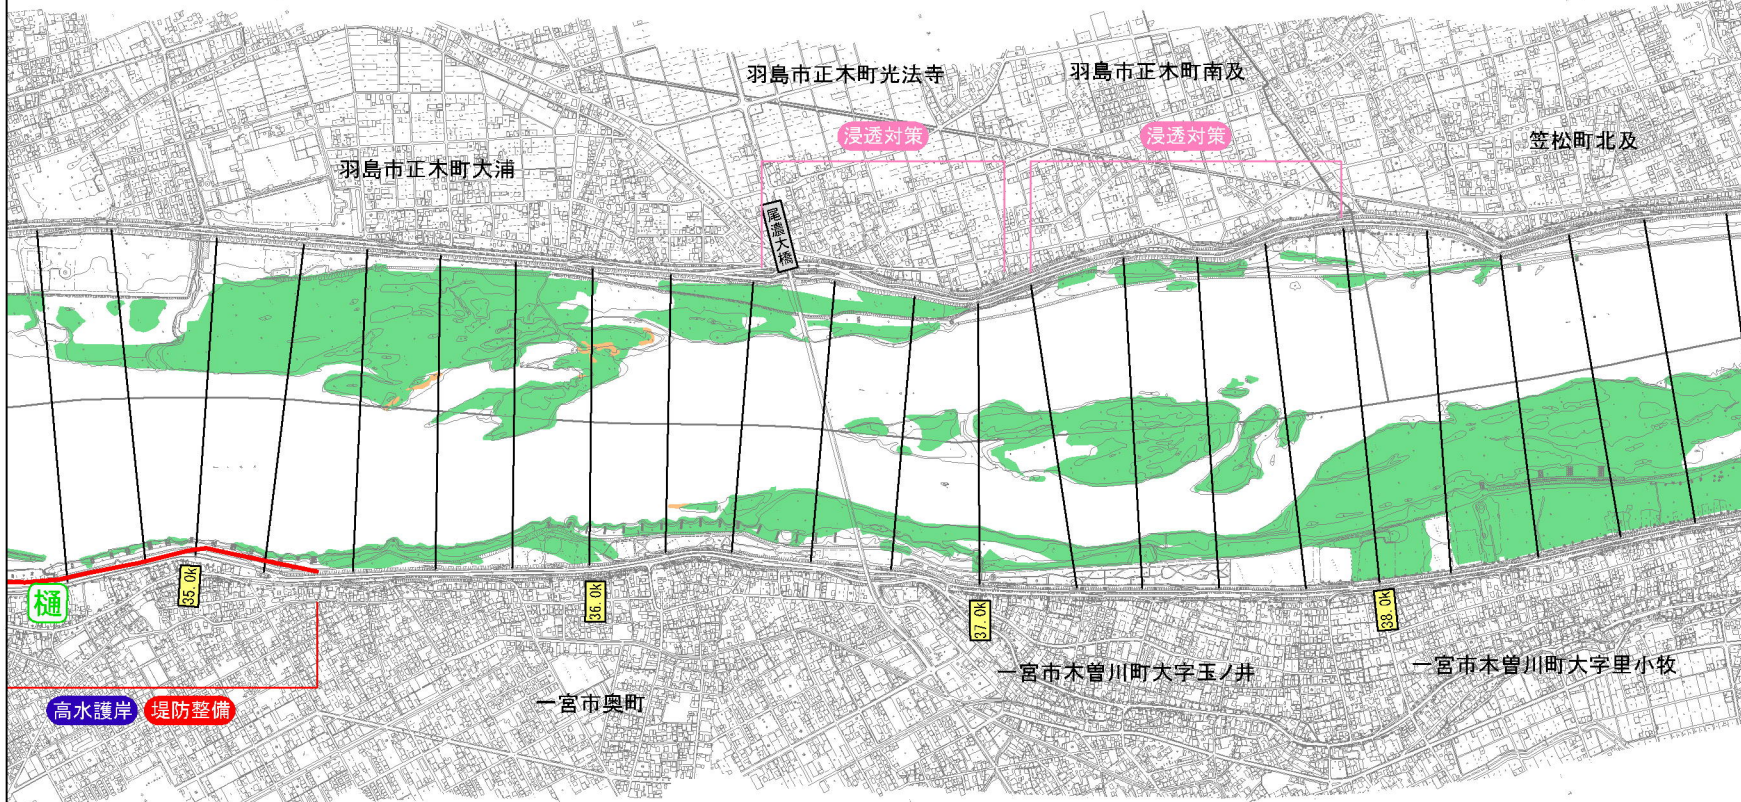 羽島市正木町光法寺
羽島市正木町南及
浸透対策
浸透対策
笠松町北及
羽島市正木町大浦
尾濃大橋
樋
35.0k
36.0k
37.0k
38.0k
一宮市木曽川町大字玉ノ井
一宮市木曽川町大字里小牧
一宮市奥町
高水護岸
堤防整備